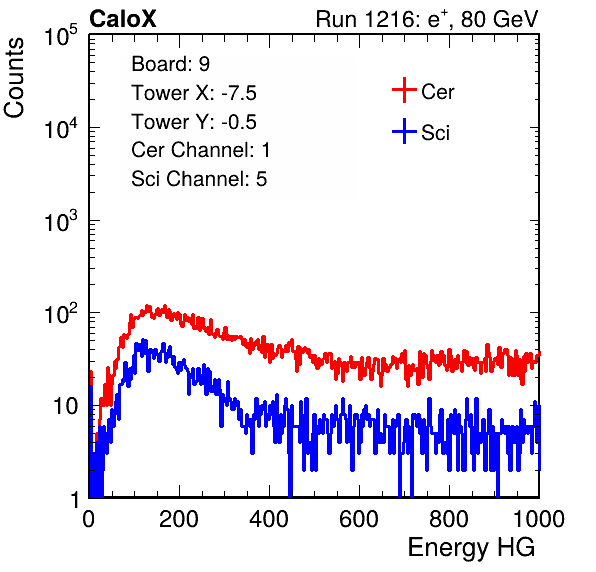 CaloX Run 1216: e⁺, 80 GeV
Counts
10⁵
10⁴
10³
10²
10
1
Board: 9
Tower X: -7.5
Tower Y: -0.5
Cer Channel: 1
Sci Channel: 5
Cer
Sci
0 200 400 600 800 1000
Energy HG